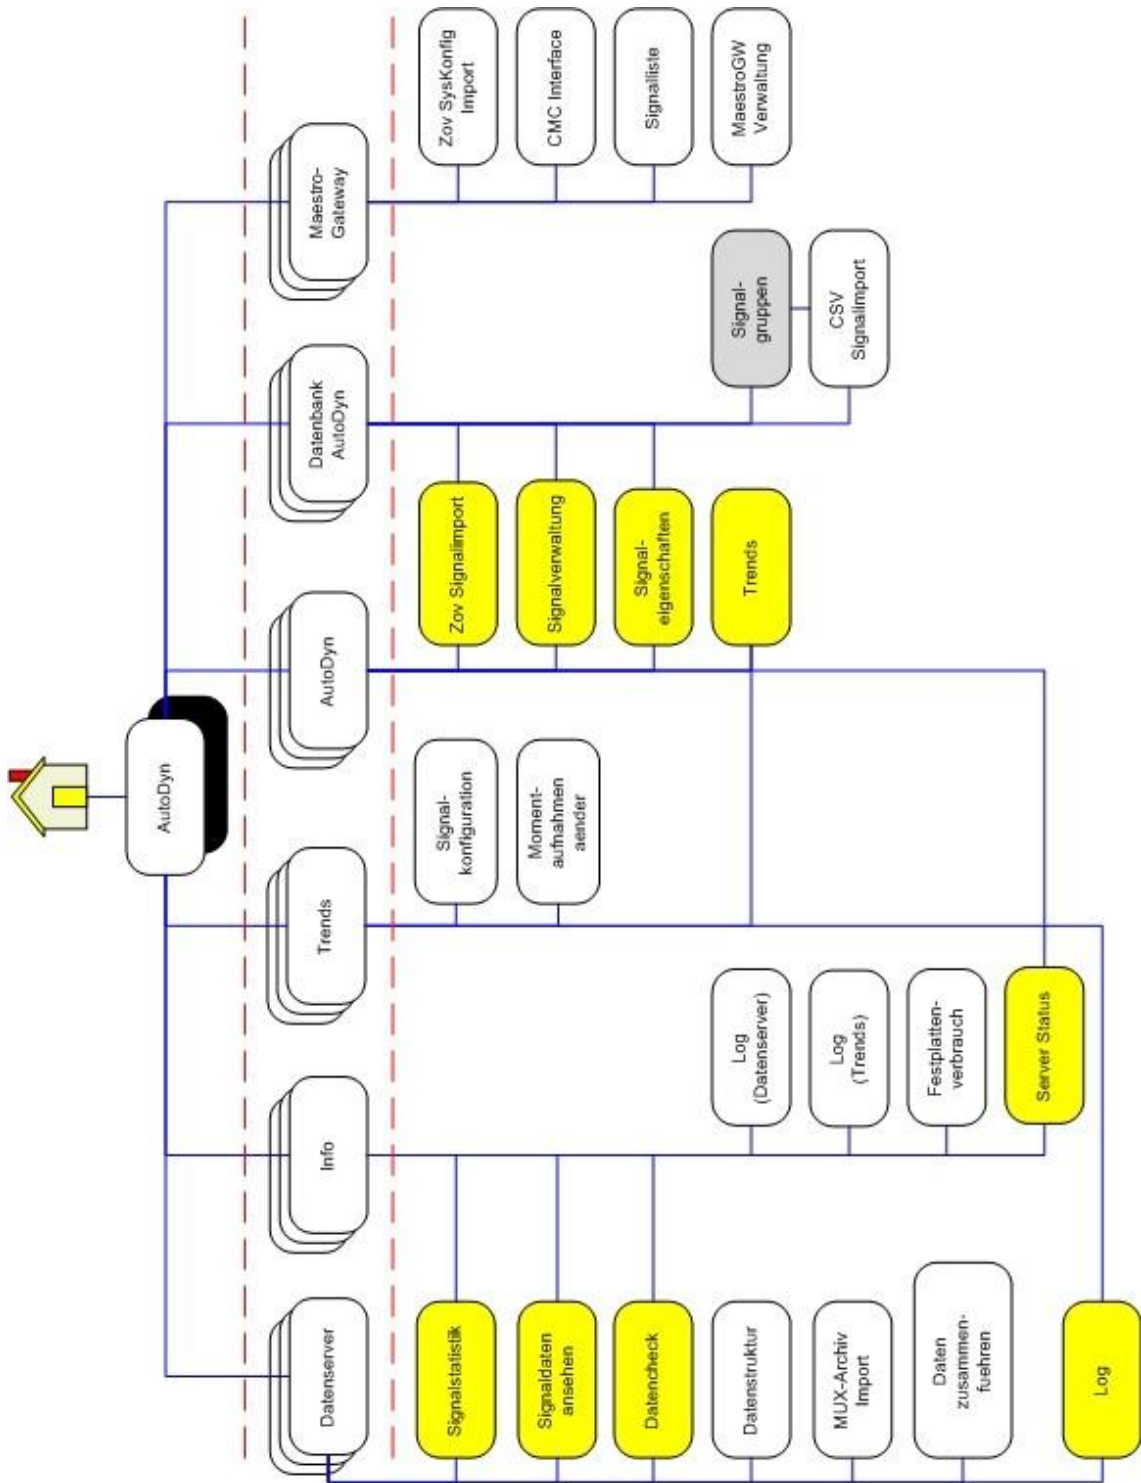 AutoDyn
Datenserver
Info
Trends
AutoDyn
Datenbank
AutoDyn
Maestro-
Gateway
Signalstatistik
Signaldaten
ansehen
Datencheck
Datenstruktur
MUX-Archiv
Import
Daten
zusammen-
fuehren
Log
Log
(Datenserver)
Log
(Trends)
Festplatten-
verbrauch
Server Status
Signal-
konfiguration
Moment-
aufnahmen
aender
Zov Signalimport
Signalverwaltung
Signal-
eigenschaften
Trends
Signal-
gruppen
CSV
Signalimport
Zov SysKonfig
Import
CMC Interface
Signalliste
MaestroGW
Verwaltung